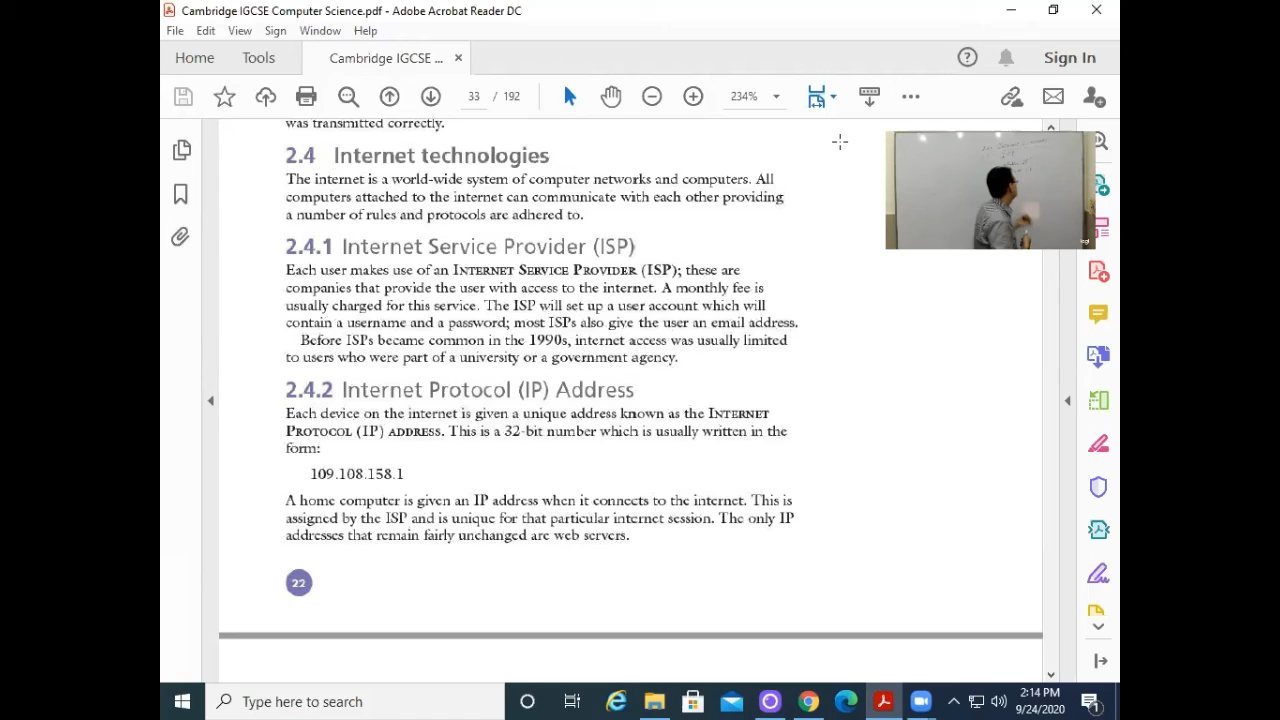 Cambridge IGCSE Computer Science.pdf - Adobe Acrobat Reader DC
File Edit View Sign Window Help
Home Tools Cambridge IGCSE ... Sign In
33 / 192 234%
was transmitted correctly.
2.4 Internet technologies
The internet is a world-wide system of computer networks and computers. All
computers attached to the internet can communicate with each other providing
a number of rules and protocols are adhered to.
2.4.1 Internet Service Provider (ISP)
Each user makes use of an INTERNET SERVICE PROVIDER (ISP); these are
companies that provide the user with access to the internet. A monthly fee is
usually charged for this service. The ISP will set up a user account which will
contain a username and a password; most ISPs also give the user an email address.
Before ISPs became common in the 1990s, internet access was usually limited
to users who were part of a university or a government agency.
2.4.2 Internet Protocol (IP) Address
Each device on the internet is given a unique address known as the INTERNET
PROTOCOL (IP) ADDRESS. This is a 32-bit number which is usually written in the
form:
109.108.158.1
A home computer is given an IP address when it connects to the internet. This is
assigned by the ISP and is unique for that particular internet session. The only IP
addresses that remain fairly unchanged are web servers.
22
Type here to search
2:14 PM
9/24/2020
1